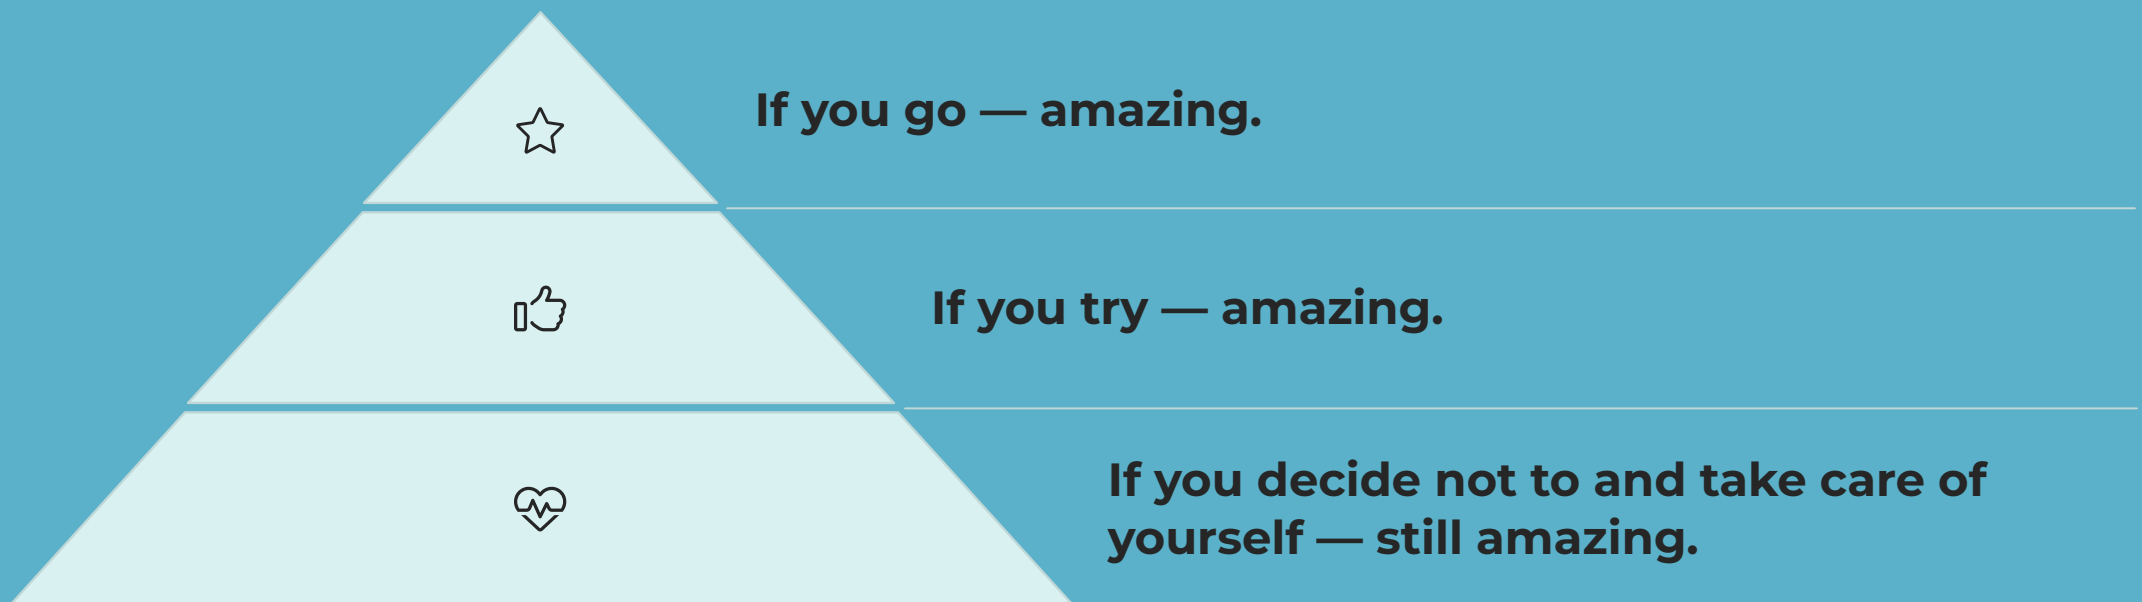 If you go — amazing.
If you try — amazing.
If you decide not to and take care of
yourself — still amazing.